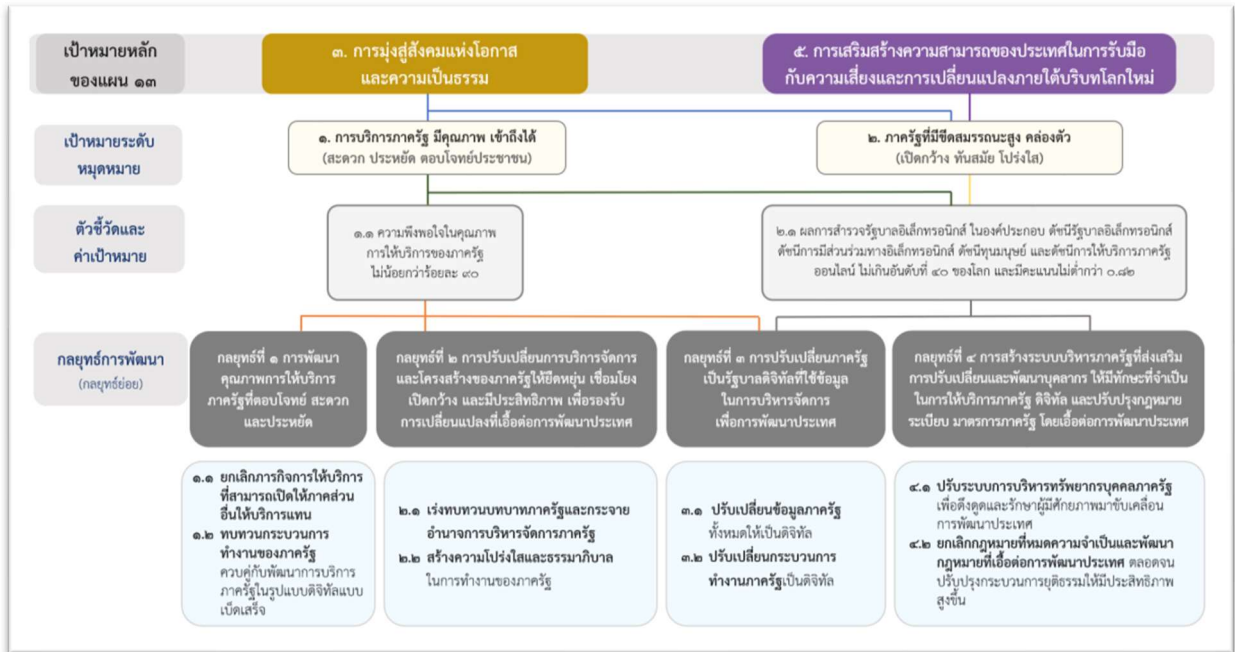 เป้าหมายหลัก
ของแผน ๑๓
๓. การมุ่งสู่สังคมแห่งโอกาส
และความเป็นธรรม
๕. การเสริมสร้างความสามารถของประเทศในการรับมือ
กับความเสี่ยงและการเปลี่ยนแปลงภายใต้บริบทโลกใหม่
เป้าหมายระดับ
หมุดหมาย
๑. การบริการภาครัฐ มีคุณภาพ เข้าถึงได้
(สะดวก ประหยัด ตอบโจทย์ประชาชน)
๒. ภาครัฐที่มีขีดสมรรถนะสูง คล่องตัว
(เปิดกว้าง ทันสมัย โปร่งใส)
ตัวชี้วัดและ
ค่าเป้าหมาย
๑.๑ ความพึงพอใจในคุณภาพ
การให้บริการของภาครัฐ
ไม่น้อยกว่าร้อยละ ๙๐
๒.๑ ผลการสำรวจรัฐบาลอิเล็กทรอนิกส์ ในองค์ประกอบ ดัชนีรัฐบาลอิเล็กทรอนิกส์
ดัชนีการมีส่วนร่วมทางอิเล็กทรอนิกส์ ดัชนีทุนมนุษย์ และดัชนีการให้บริการภาครัฐ
ออนไลน์ ไม่เกินอันดับที่ ๔๐ ของโลก และมีคะแนนไม่ต่ำกว่า ๐.๘๒
กลยุทธ์การพัฒนา
(กลยุทธ์ย่อย)
กลยุทธ์ที่ ๑ การพัฒนา
คุณภาพการให้บริการ
ภาครัฐที่ตอบโจทย์ สะดวก
และประหยัด
กลยุทธ์ที่ ๒ การปรับเปลี่ยนการบริการจัดการ
และโครงสร้างของภาครัฐให้ยืดหยุ่น เชื่อมโยง
เปิดกว้าง และมีประสิทธิภาพ เพื่อรองรับ
การเปลี่ยนแปลงที่เอื้อต่อการพัฒนาประเทศ
กลยุทธ์ที่ ๓ การปรับเปลี่ยนภาครัฐ
เป็นรัฐบาลดิจิทัลที่ใช้ข้อมูล
ในการบริหารจัดการ
เพื่อการพัฒนาประเทศ
กลยุทธ์ที่ ๔ การสร้างระบบบริหารภาครัฐที่ส่งเสริม
การปรับเปลี่ยนและพัฒนาบุคลากร ให้มีทักษะที่จำเป็น
ในการให้บริการภาครัฐ ดิจิทัล และปรับปรุงกฎหมาย
ระเบียบ มาตรการภาครัฐ โดยเอื้อต่อการพัฒนาประเทศ
๑.๑ ยกเลิกภารกิจการให้บริการ
ที่สามารถเปิดให้ภาคส่วน
อื่นให้บริการแทน
๑.๒ ทบทวนกระบวนการ
ทำงานของภาครัฐ
ควบคู่กับพัฒนาการบริการ
ภาครัฐในรูปแบบดิจิทัลแบบ
เบ็ดเสร็จ
๒.๑ เร่งทบทวนบทบาทภาครัฐและกระจาย
อำนาจการบริหารจัดการภาครัฐ
๒.๒ สร้างความโปร่งใสและธรรมาภิบาล
ในการทำงานของภาครัฐ
๓.๑ ปรับเปลี่ยนข้อมูลภาครัฐ
ทั้งหมดให้เป็นดิจิทัล
๓.๒ ปรับเปลี่ยนกระบวนการ
ทำงานภาครัฐเป็นดิจิทัล
๔.๑ ปรับระบบการบริหารทรัพยากรบุคคลภาครัฐ
เพื่อดึงดูดและรักษาผู้มีศักยภาพมาขับเคลื่อน
การพัฒนาประเทศ
๔.๒ ยกเลิกกฎหมายที่หมดความจำเป็นและพัฒนา
กฎหมายที่เอื้อต่อการพัฒนาประเทศ ตลอดจน
ปรับปรุงกระบวนการยุติธรรมให้มีประสิทธิภาพ
สูงขึ้น